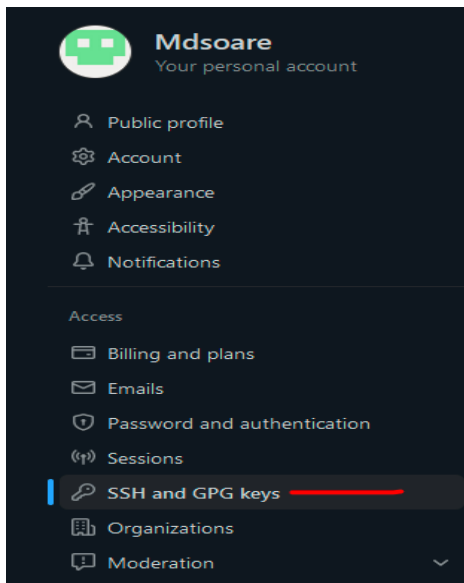 Mdsoare
Your personal account
Public profile
Account
Appearance
Accessibility
Notifications
Access
Billing and plans
Emails
Password and authentication
Sessions
SSH and GPG keys
Organizations
Moderation